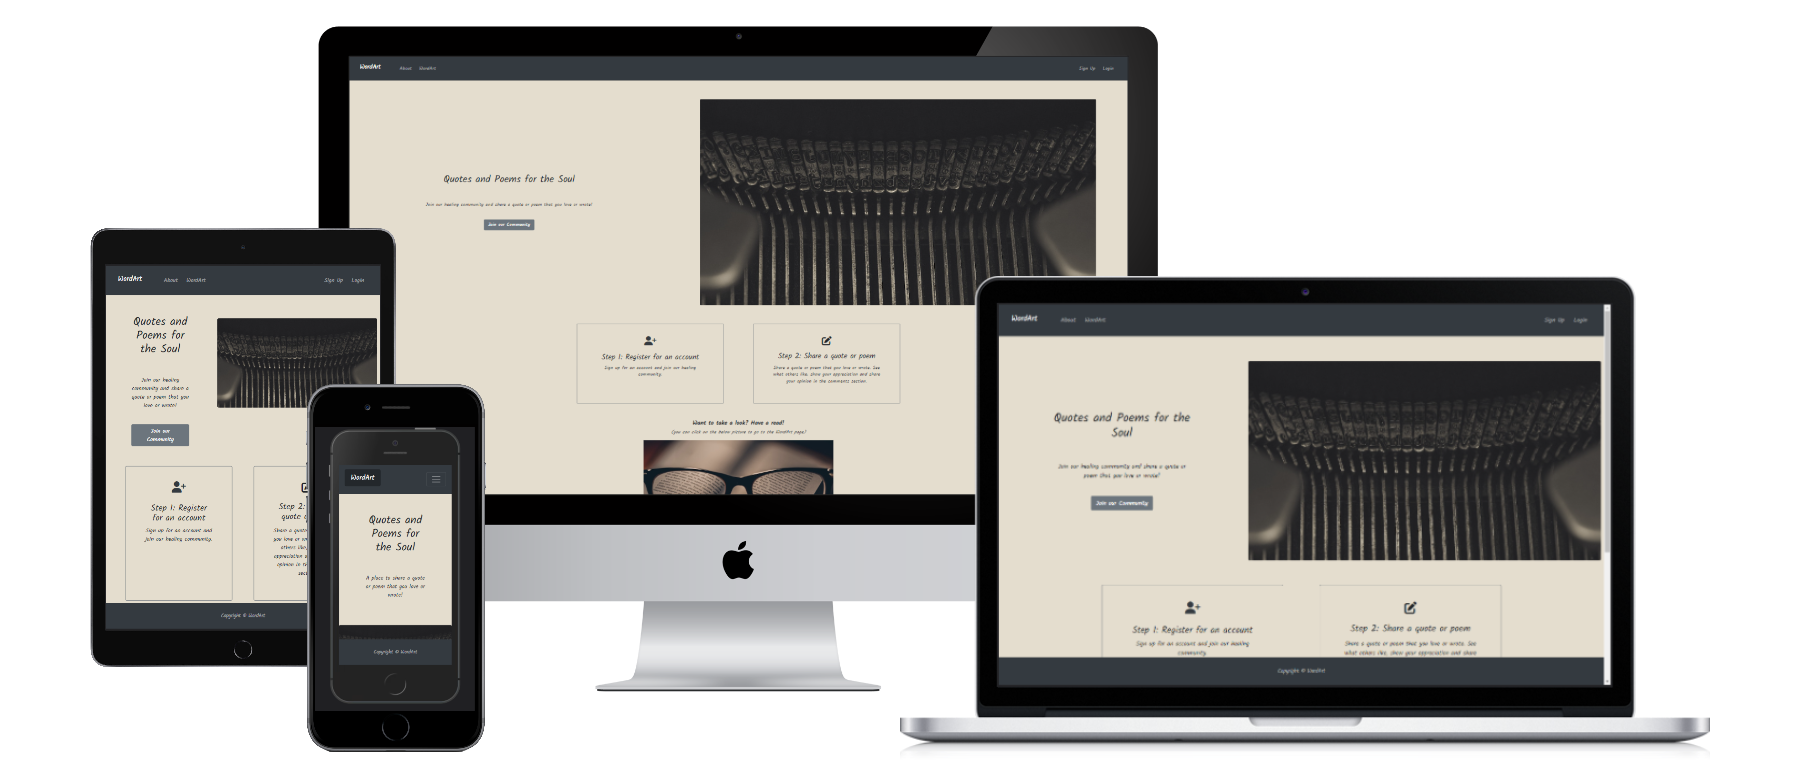 WordArt
About
WordArt
Sign Up
Login
Quotes and Poems for the Soul
Join our healing community and share a quote or poem that you love or wrote!
Join our Community
Step 1: Register for an account
Sign up for an account and join our healing
community.
Step 2: Share a quote or poem
Share a quote or poem that you love or wrote. See
what others like, show your appreciation and share
your opinion in the comments section.
Want to take a look? Have a read!
(you can click on the below picture to go to the WordArt page)
WordArt
About
WordArt
Sign Up
Login
Quotes and
Poems for
the Soul
Join our healing
community and share a
quote or poem that you
love or wrote!
Join our
Community
Step 1: Register
for an account
Sign up for an account and
join our healing community.
Step 2:
quote
Share a quote
you love or
others like,
appreciation
opinion in
Copyright © WordArt
WordArt
Quotes and
Poems for
the Soul
A place to share a quote
or poem that you love or
wrote!
Copyright © WordArt
WordArt
About
WordArt
Sign Up
Login
Quotes and Poems for the
Soul
Join our healing community and share a quote or
poem that you love or wrote!
Join our Community
Step 1: Register for an account
Sign up for an account and join our healing
community.
Step 2: Share a quote or poem
Share a quote or poem that you love or wrote. See
what others like, show your appreciation and share
Copyright © WordArt